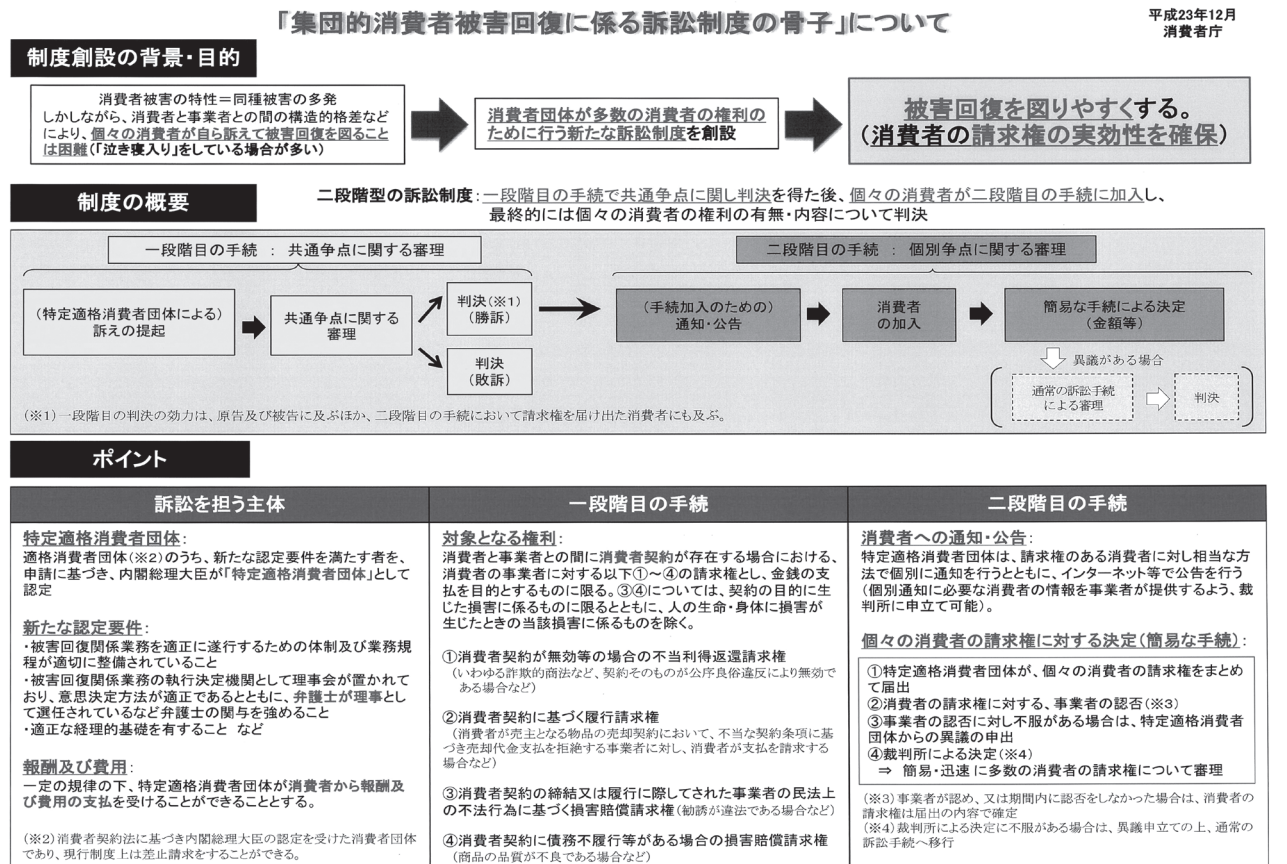 「集団的消費者被害回復に係る訴訟制度の骨子」について
平成23年12月
消費者庁
制度創設の背景・目的
消費者被害の特性＝同種被害の多発
しかしながら、消費者と事業者との間の構造的格差など
により、個々の消費者が自ら訴えて被害回復を図ること
は困難(「泣き寝入り」をしている場合が多い)
消費者団体が多数の消費者の権利の
ために行う新たな訴訟制度を創設
被害回復を図りやすくする。
(消費者の請求権の実効性を確保)
制度の概要
二段階型の訴訟制度：一段階目の手続で共通争点に関し判決を得た後、個々の消費者が二段階目の手続に加入し、
最終的には個々の消費者の権利の有無・内容について判決
一段階目の手続 ： 共通争点に関する審理
(特定適格消費者団体による)
訴えの提起
共通争点に関する
審理
判決(※1)
(勝訴)
判決
(敗訴)
二段階目の手続 ： 個別争点に関する審理
(手続加入のための)
通知・公告
消費者
の加入
簡易な手続による決定
(金額等)
異議がある場合
通常の訴訟手続
による審理
判決
(※1)一段階目の判決の効力は、原告及び被告に及ぶほか、二段階目の手続において請求権を届け出た消費者にも及ぶ。
ポイント
訴訟を担う主体
特定適格消費者団体：
適格消費者団体(※2)のうち、新たな認定要件を満たす者を、
申請に基づき、内閣総理大臣が「特定適格消費者団体」として
認定
新たな認定要件：
・被害回復関係業務を適正に遂行するための体制及び業務規
程が適切に整備されていること
・被害回復関係業務の執行決定機関として理事会が置かれて
おり、意思決定方法が適正であるとともに、弁護士が理事とし
て選任されているなど弁護士の関与を強めること
・適正な経理的基礎を有すること など
報酬及び費用：
一定の規律の下、特定適格消費者団体が消費者から報酬及
び費用の支払を受けることができることとする。
(※2)消費者契約法に基づき内閣総理大臣の認定を受けた消費者団体
であり、現行制度上は差止請求をすることができる。
一段階目の手続
対象となる権利：
消費者と事業者との間に消費者契約が存在する場合における、
消費者の事業者に対する以下①～④の請求権とし、金銭の支
払を目的とするものに限る。③④については、契約の目的に生
じた損害に係るものに限るとともに、人の生命・身体に損害が
生じたときの当該損害に係るものを除く。
①消費者契約が無効等の場合の不当利得返還請求権
(いわゆる詐欺的商法など、契約そのものが公序良俗違反により無効で
ある場合など)
②消費者契約に基づく履行請求権
(消費者が売主となる物品の売却契約において、不当な契約条項に基
づき売却代金支払を拒絶する事業者に対し、消費者が支払を請求する
場合など)
③消費者契約の締結又は履行に際してされた事業者の民法上
の不法行為に基づく損害賠償請求権(勧誘が違法である場合など)
④消費者契約に債務不履行等がある場合の損害賠償請求権
(商品の品質が不良である場合など)
二段階目の手続
消費者への通知・公告：
特定適格消費者団体は、請求権のある消費者に対し相当な方
法で個別に通知を行うとともに、インターネット等で公告を行う
(個別通知に必要な消費者の情報を事業者が提供するよう、裁
判所に申立て可能)。
個々の消費者の請求権に対する決定(簡易な手続)：
①特定適格消費者団体が、個々の消費者の請求権をまとめ
て届出
②消費者の請求権に対する、事業者の認否(※3)
③事業者の認否に対し不服がある場合は、特定適格消費者
団体からの異議の申出
④裁判所による決定(※4)
⇒ 簡易・迅速に多数の消費者の請求権について審理
(※3)事業者が認め、又は期間内に認否をしなかった場合は、消費者の
請求権は届出の内容で確定
(※4)裁判所による決定に不服がある場合は、異議申立ての上、通常の
訴訟手続へ移行